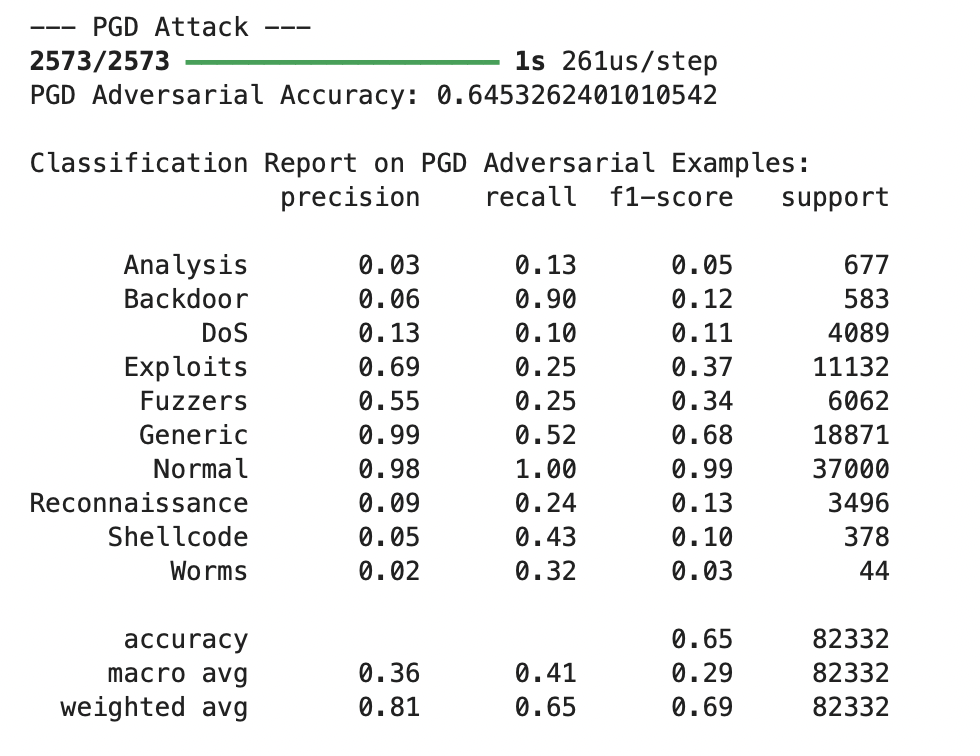 --- PGD Attack ---
2573/2573 ━━━━━━━━━━━━━━━━━━━━ 1s 261us/step
PGD Adversarial Accuracy: 0.6453262401010542
Classification Report on PGD Adversarial Examples:
precision recall f1-score support
Analysis 0.03 0.13 0.05 677
Backdoor 0.06 0.90 0.12 583
DoS 0.13 0.10 0.11 4089
Exploits 0.69 0.25 0.37 11132
Fuzzers 0.55 0.25 0.34 6062
Generic 0.99 0.52 0.68 18871
Normal 0.98 1.00 0.99 37000
Reconnaissance 0.09 0.24 0.13 3496
Shellcode 0.05 0.43 0.10 378
Worms 0.02 0.32 0.03 44
accuracy 0.65 82332
macro avg 0.36 0.41 0.29 82332
weighted avg 0.81 0.65 0.69 82332